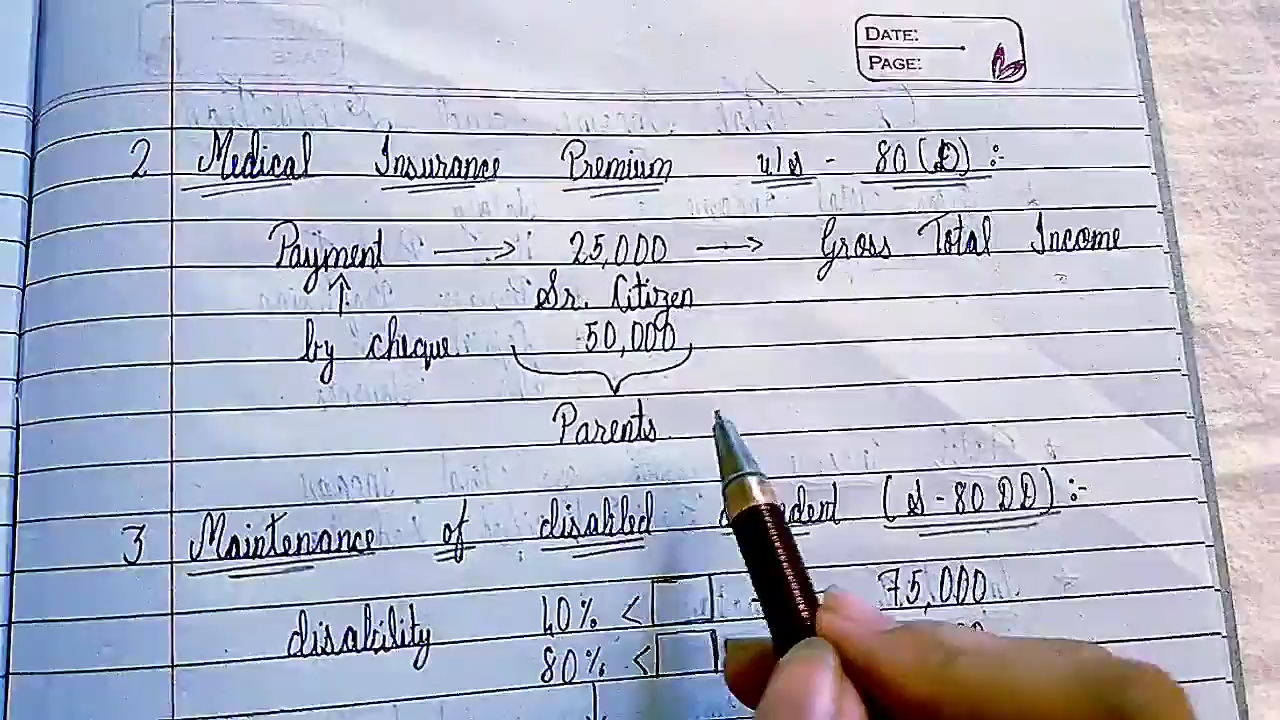 DATE:
PAGE:
2 Medical Insurance Premium u/s - 80(D) :-
Payment → 25,000 → Gross Total Income
↑ Sr. Citizen
by cheque 50,000
Parents
3 Maintenance of disabled (S-80 DD) :-
disability 40% < 75,000
80% <